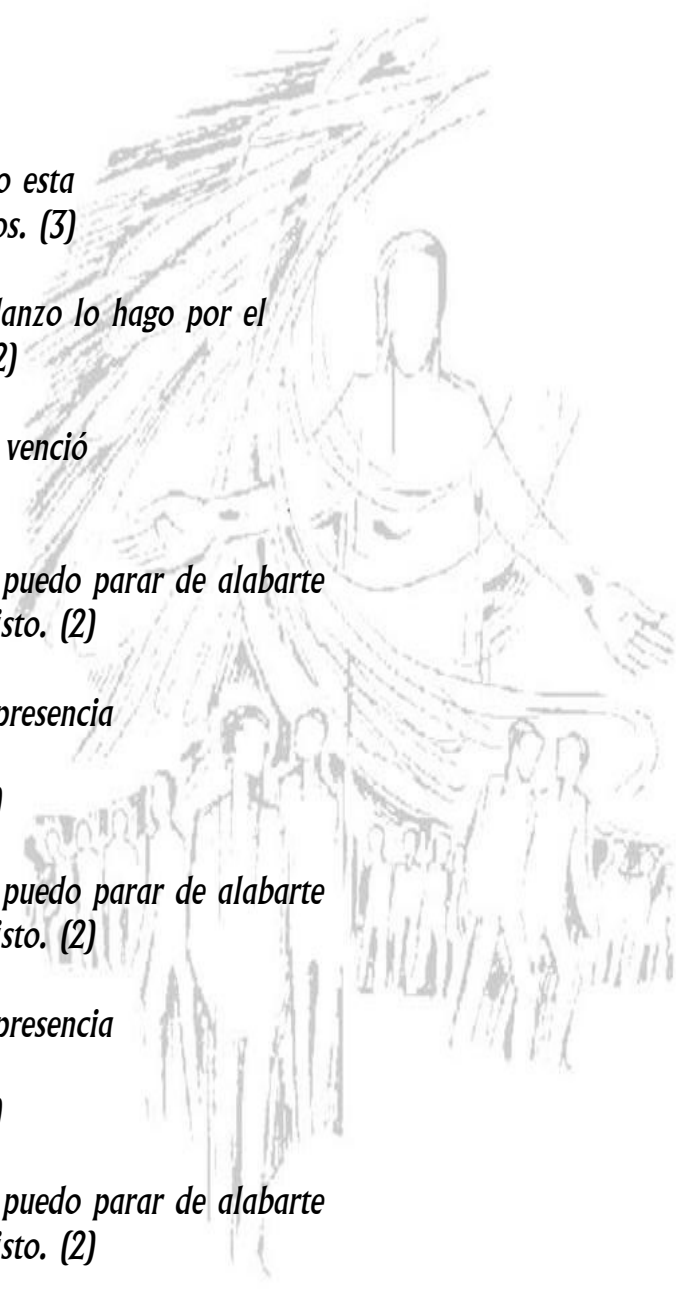 o esta
os. (3)
danzo lo hago por el
2)
venció
puedo parar de alabarte
isto. (2)
presencia
)
puedo parar de alabarte
isto. (2)
presencia
)
puedo parar de alabarte
isto. (2)